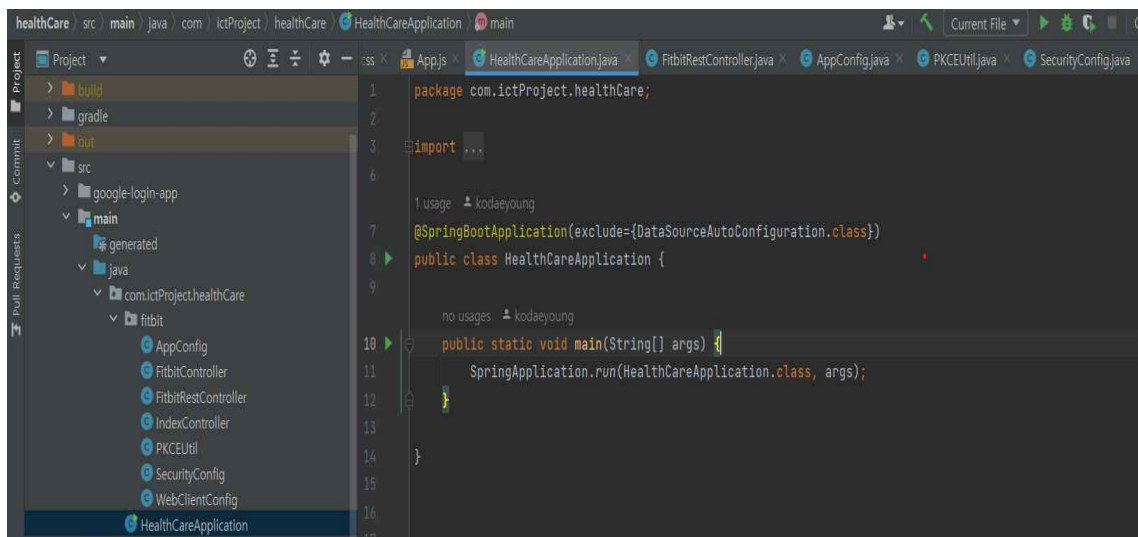 healthCare src main java com ictProject healthCare HealthCareApplication main
Current File
Project
css App.js HealthCareApplication.java FitbitRestController.java AppConfig.java PKCEUtil.java SecurityConfig.java
Project
Commit
Pull Requests
build
gradle
out
src
google-login-app
main
generated
java
com.ictProject.healthCare
fitbit
AppConfig
FitbitController
FitbitRestController
IndexController
PKCEUtil
SecurityConfig
WebClientConfig
HealthCareApplication
1 package com.ictProject.healthCare;
2
3 import ...
6
1 usage kodaeyoung
7 @SpringBootApplication(exclude={DataSourceAutoConfiguration.class})
8 public class HealthCareApplication {
9
no usages kodaeyoung
10 public static void main(String[] args) {
11 SpringApplication.run(HealthCareApplication.class, args);
12 }
13
14 }
15
16